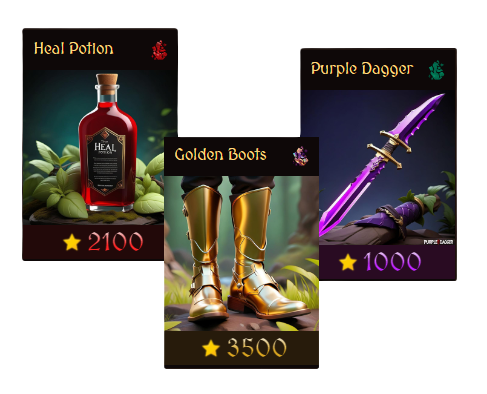 Heal Potion
HEAL
2100
Purple Dagger
PURPLE DAGGER
1000
Golden Boots
3500